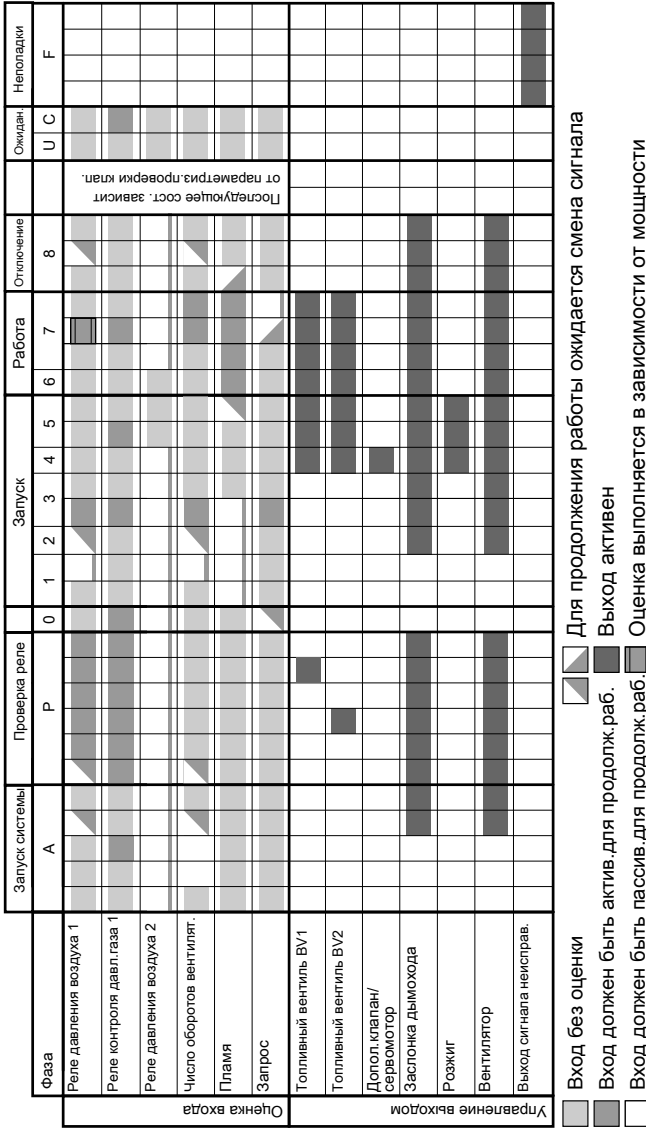 Фаза
Запуск системы
Проверка реле
Запуск
Работа
Отключение
Ожидан.
Неполадки
A
P
0
1
2
3
4
5
6
7
8
U
C
F
Оценка входа
Реле давления воздуха 1
Реле контроля давл.газа 1
Реле давления воздуха 2
Число оборотов вентилят.
Пламя
Запрос
Последующее сост. зависит
от параметриз.проверки клап.
Управление выходом
Топливный вентиль BV1
Топливный вентиль BV2
Допол.клапан/
сервомотор
Заслонка дымохода
Розжиг
Вентилятор
Выход сигнала неисправ.
Вход без оценки
Вход должен быть актив.для продолж.раб.
Вход должен быть пассив.для продолж.раб.
Для продолжения работы ожидается смена сигнала
Выход активен
Оценка выполняется в зависимости от мощности